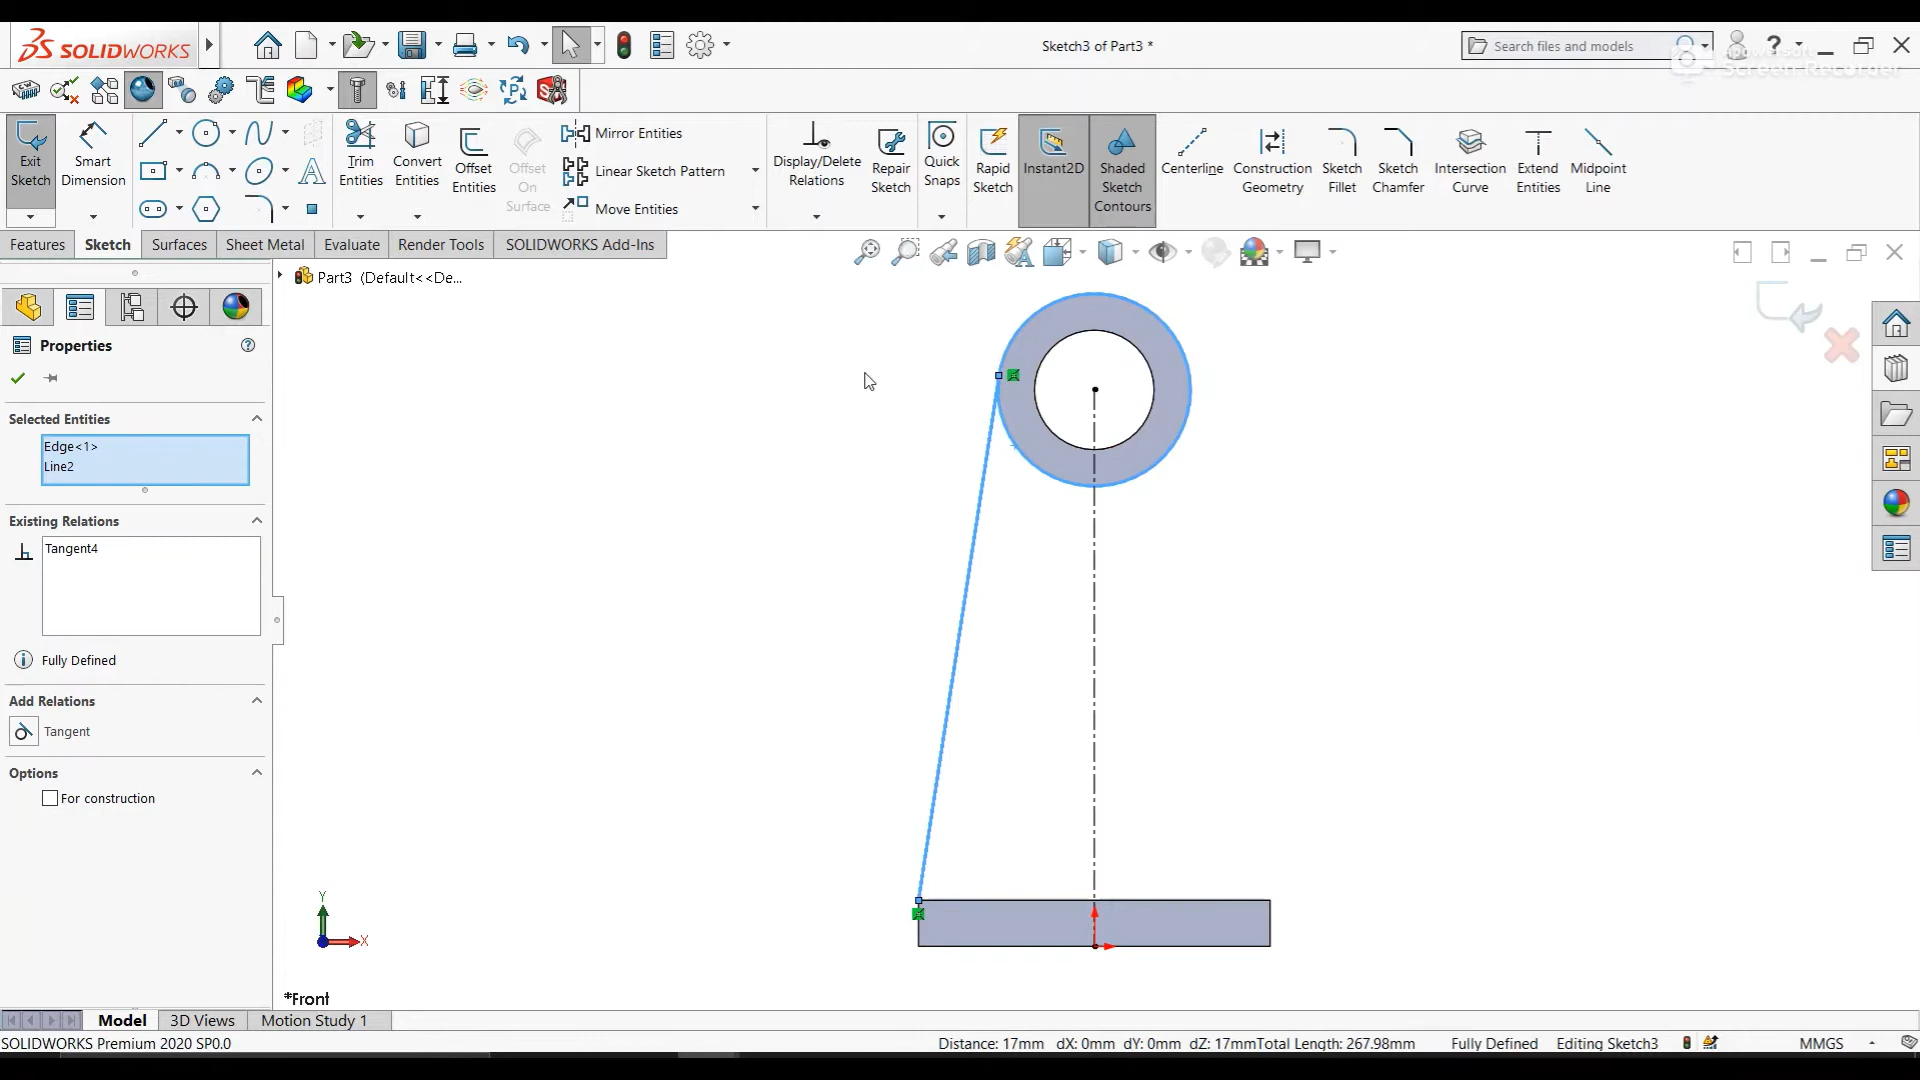 SOLIDWORKS
Sketch3 of Part3 *
Search files and models
Screen Recorder
Exit Sketch
Smart Dimension
Trim Entities
Convert Entities
Offset Entities
Offset On Surface
Mirror Entities
Linear Sketch Pattern
Move Entities
Display/Delete Relations
Repair Sketch
Quick Snaps
Rapid Sketch
Instant2D
Shaded Sketch Contours
Centerline
Construction Geometry
Sketch Fillet
Sketch Chamfer
Intersection Curve
Extend Entities
Midpoint Line
Features
Sketch
Surfaces
Sheet Metal
Evaluate
Render Tools
SOLIDWORKS Add-Ins
Part3 (Default<<De...
Properties
Selected Entities
Edge<1>
Line2
Existing Relations
Tangent4
Fully Defined
Add Relations
Tangent
Options
For construction
Y
X
*Front
Model
3D Views
Motion Study 1
SOLIDWORKS Premium 2020 SP0.0
Distance: 17mm dX: 0mm dY: 0mm dZ: 17mmTotal Length: 267.98mm
Fully Defined
Editing Sketch3
MMGS